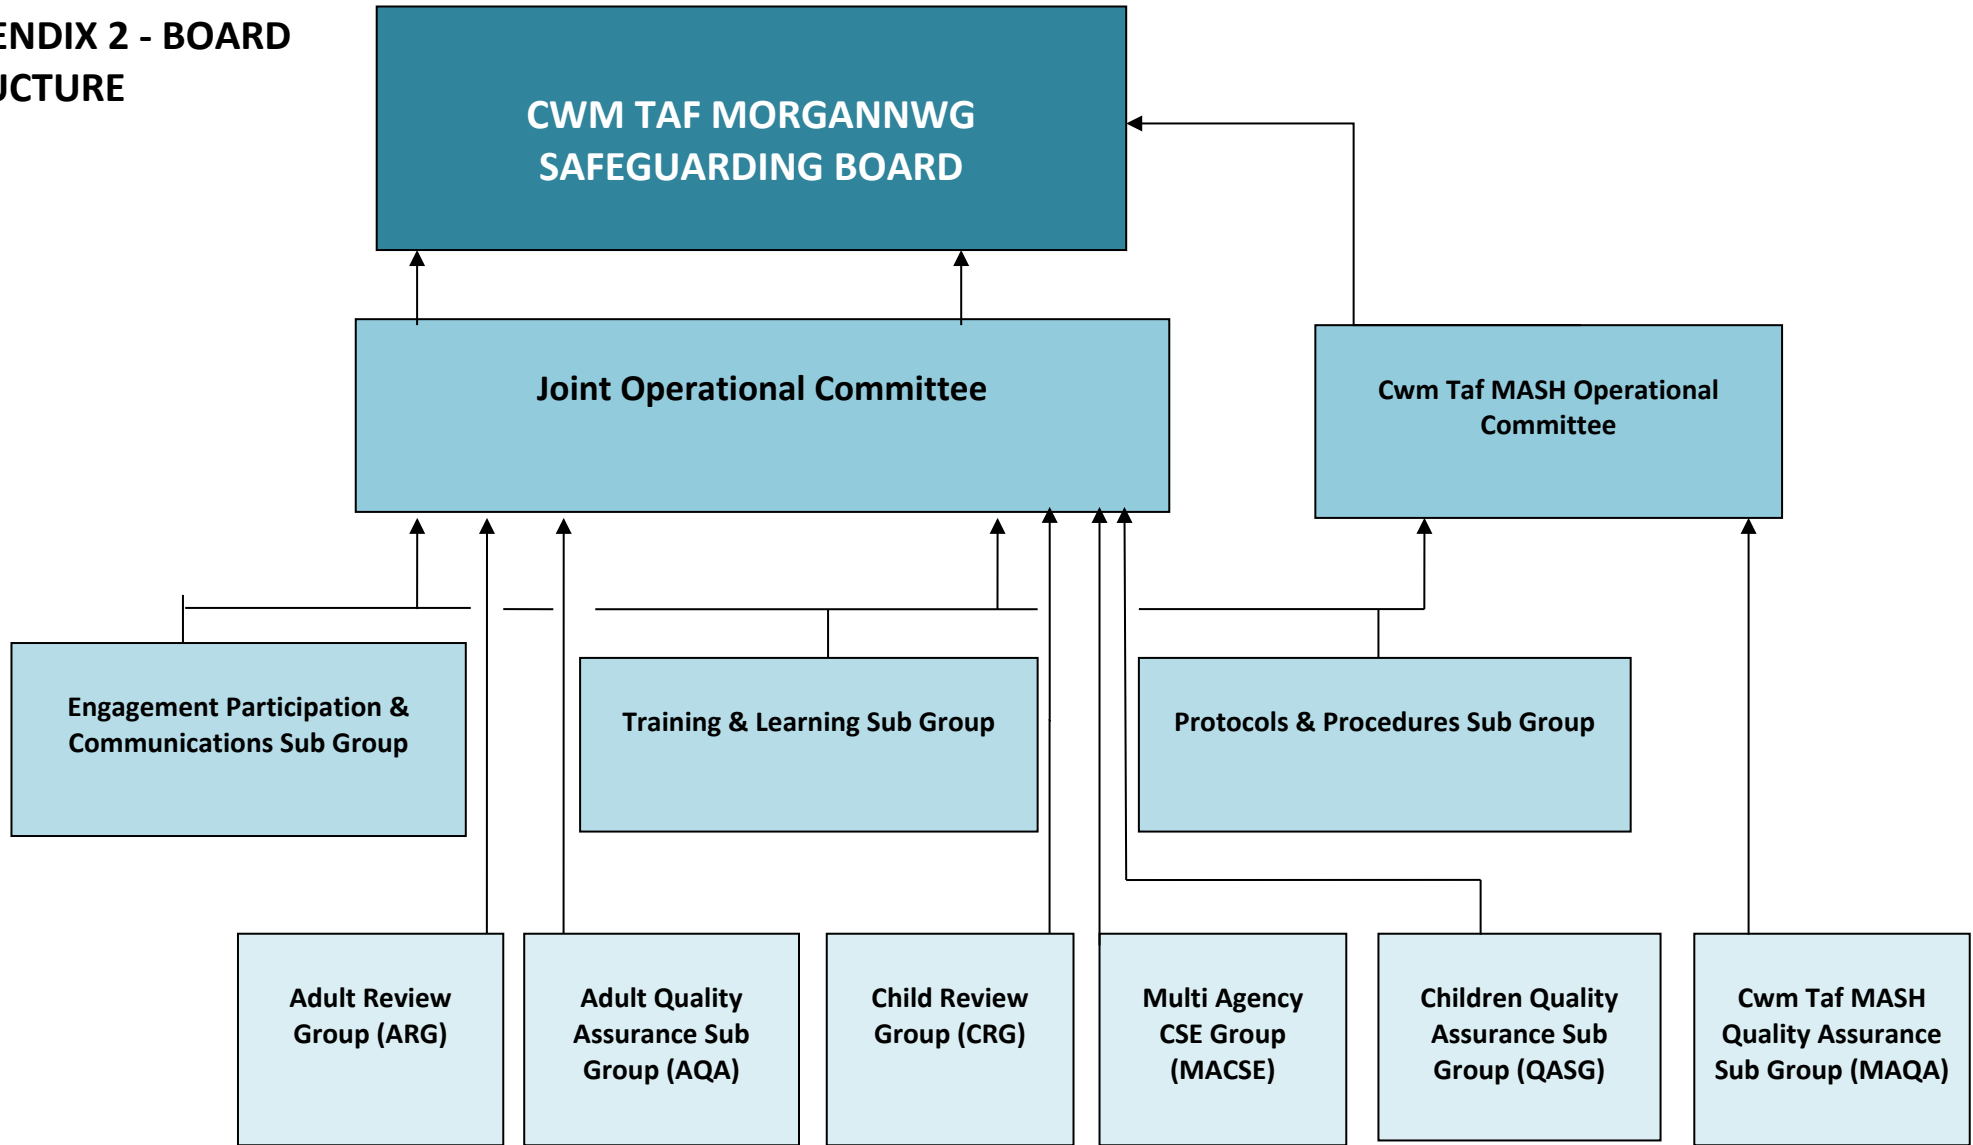 ENDIX 2 - BOARD
UCTURE
CWM TAF MORGANNWG
SAFEGUARDING BOARD
Joint Operational Committee
Cwm Taf MASH Operational
Committee
Engagement Participation &
Communications Sub Group
Training & Learning Sub Group
Protocols & Procedures Sub Group
Adult Review
Group (ARG)
Adult Quality
Assurance Sub
Group (AQA)
Child Review
Group (CRG)
Multi Agency
CSE Group
(MACSE)
Children Quality
Assurance Sub
Group (QASG)
Cwm Taf MASH
Quality Assurance
Sub Group (MAQA)